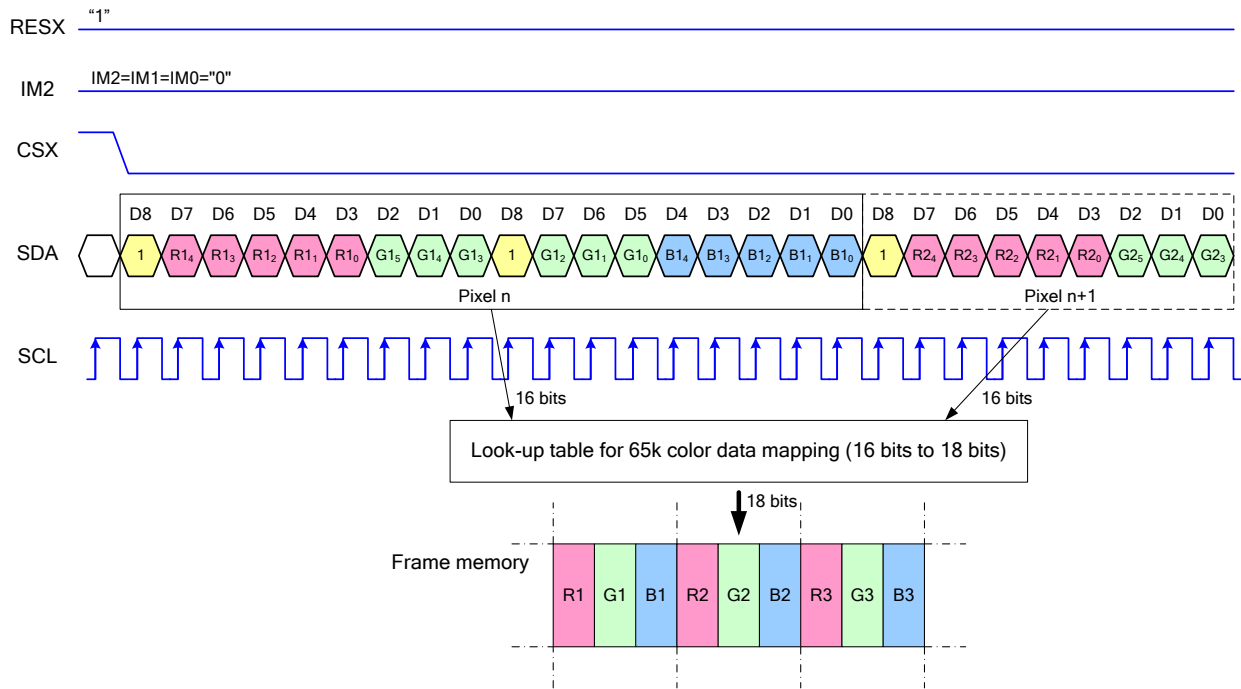 RESX “1”
IM2 IM2=IM1=IM0="0"
CSX
D8 D7 D6 D5 D4 D3 D2 D1 D0 D8 D7 D6 D5 D4 D3 D2 D1 D0 D8 D7 D6 D5 D4 D3 D2 D1 D0
SDA 1 R1₄ R1₃ R1₂ R1₁ R1₀ G1₅ G1₄ G1₃ 1 G1₂ G1₁ G1₀ B1₄ B1₃ B1₂ B1₁ B1₀ 1 R2₄ R2₃ R2₂ R2₁ R2₀ G2₅ G2₄ G2₃
Pixel n Pixel n+1
SCL
16 bits 16 bits
Look-up table for 65k color data mapping (16 bits to 18 bits)
18 bits
Frame memory
R1 G1 B1 R2 G2 B2 R3 G3 B3